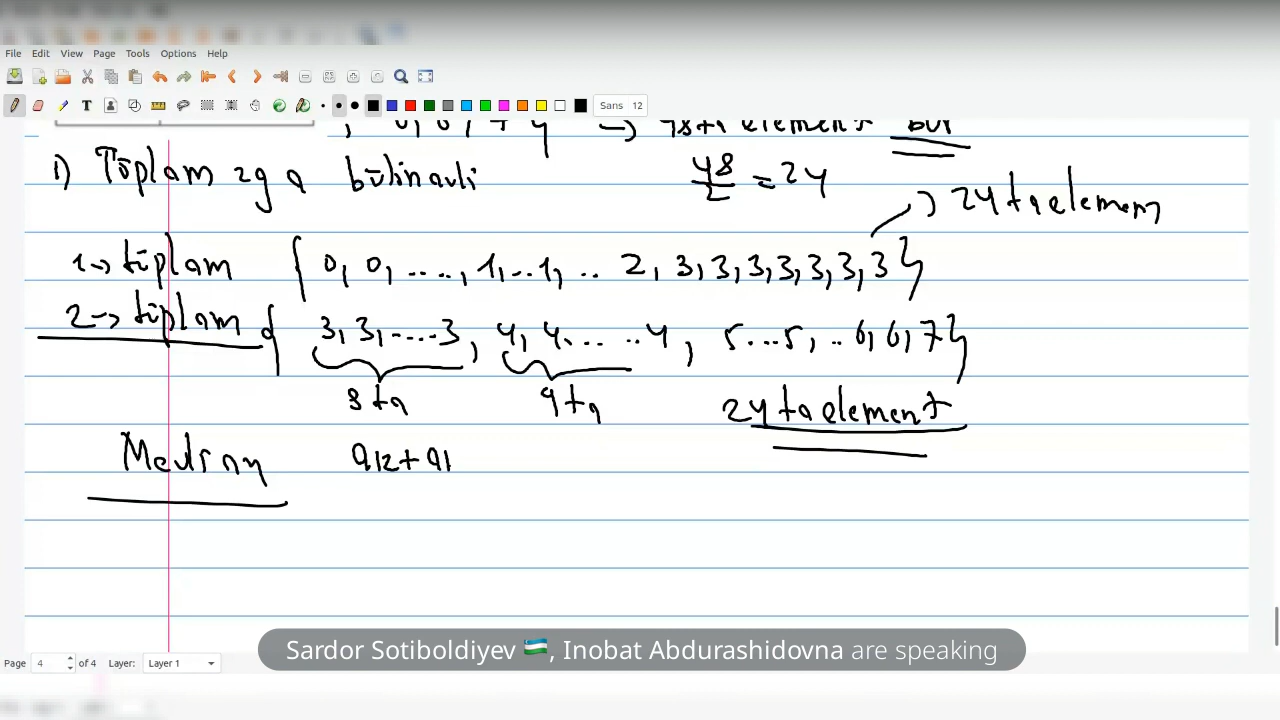 File Edit View Page Tools Options Help
Sans 12
48 ta element bor
1) Tōplam 2 ga bōlinadi 48/2 = 24
24 ta element
1-> tōplam { 0, 0, ...., 1,..1, .. 2, 3, 3, 3, 3, 3, 3, 3 }
2-> tōplam { 3, 3, ....3, 4, 4. .... 4, 5...5, .. 6, 6, 7 }
8 ta 9 ta 24 ta element
a12 + a1
Page 4 of 4 Layer: Layer 1
Sardor Sotiboldiyev 🇺🇿, Inobat Abdurashidovna are speaking